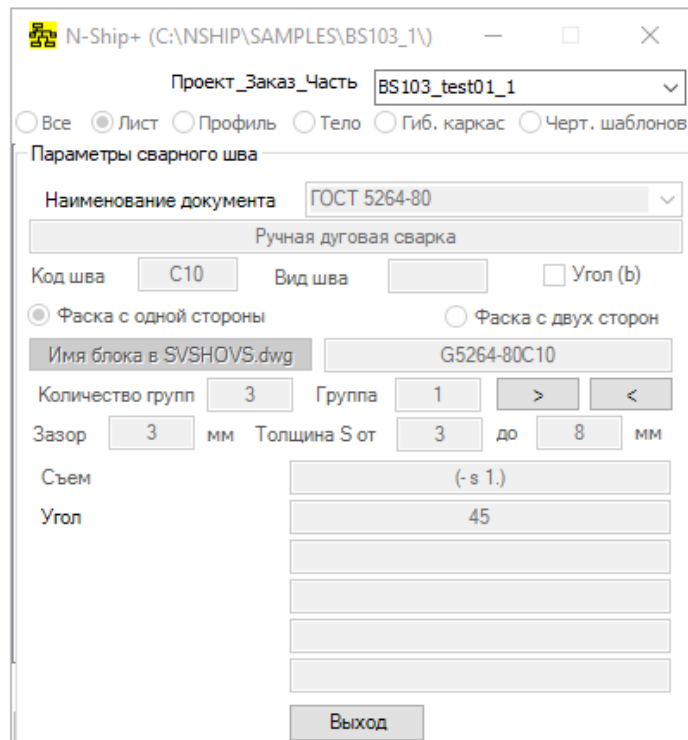 N-Ship+ (C:\NSHIP\SAMPLES\BS103_1\)
Проект_Заказ_Часть BS103_test01_1
Все Лист Профиль Тело Гиб. каркас Черт. шаблонов
Параметры сварного шва
Наименование документа ГОСТ 5264-80
Ручная дуговая сварка
Код шва С10 Вид шва Угол (b)
Фаска с одной стороны Фаска с двух сторон
Имя блока в SVSHOVS.dwg G5264-80C10
Количество групп 3 Группа 1 > <
Зазор 3 мм Толщина S от 3 до 8 мм
Съем (- s 1.)
Угол 45
Выход